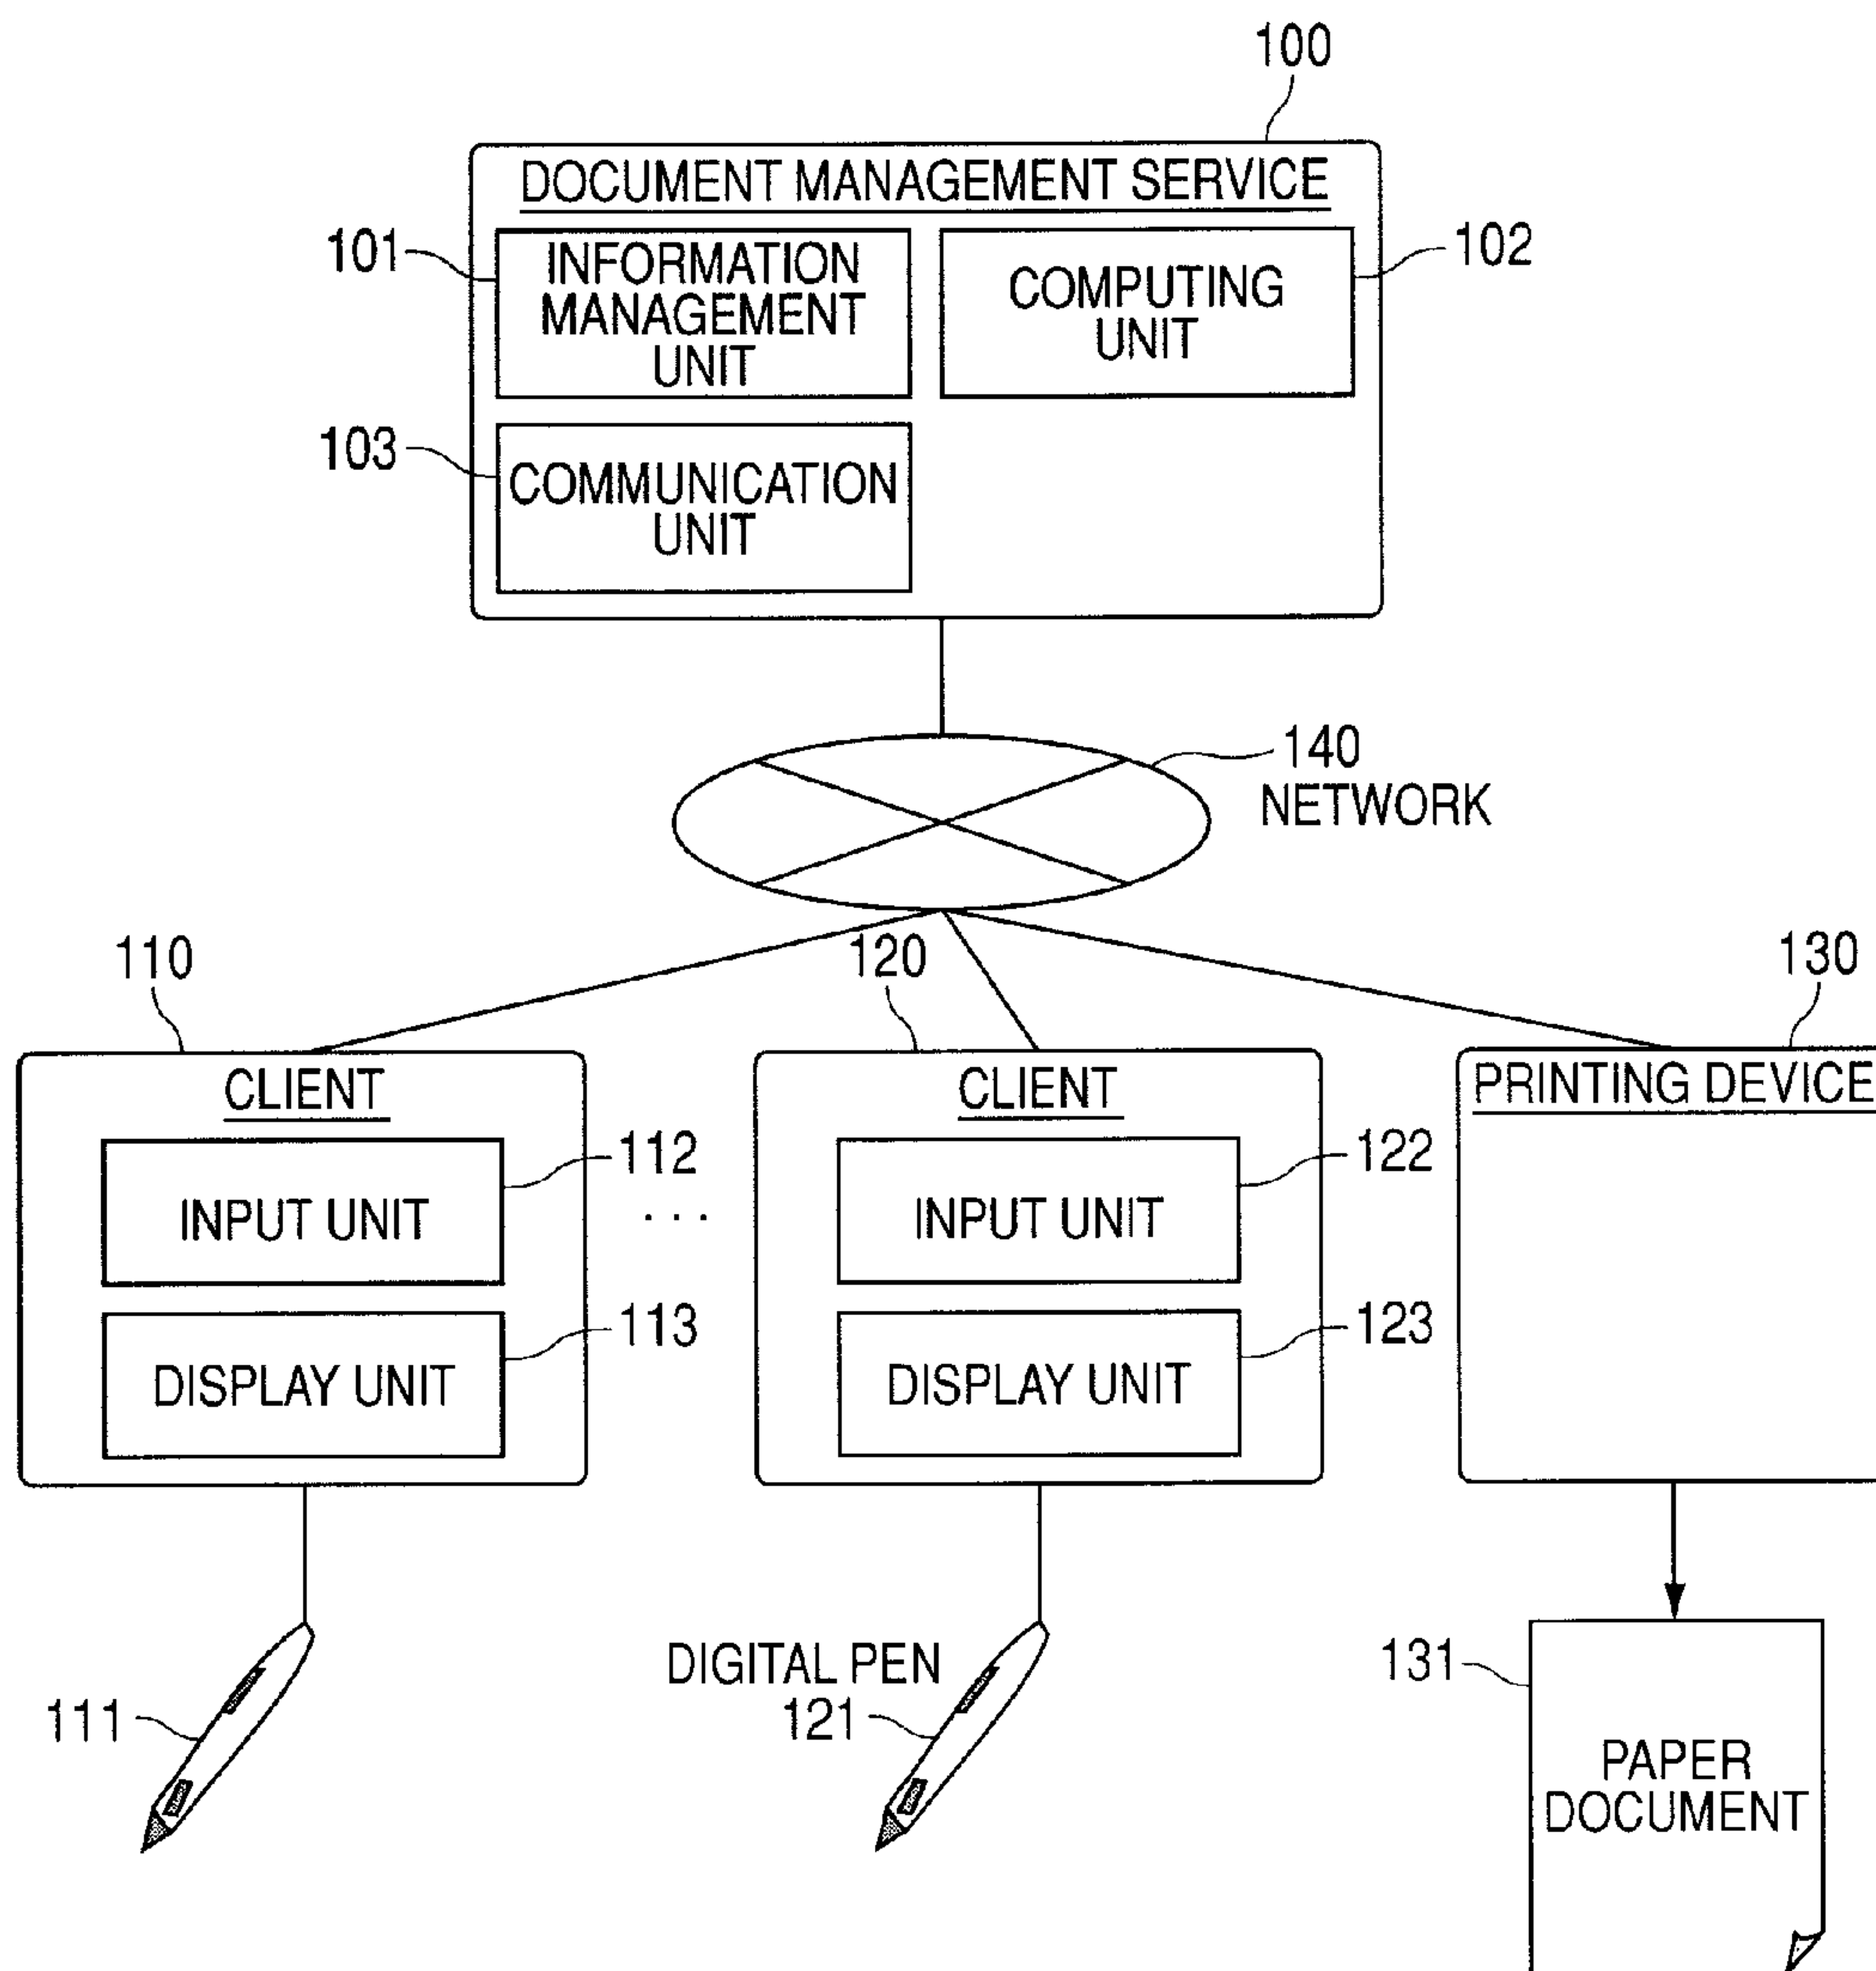 100
DOCUMENT MANAGEMENT SERVICE
101
INFORMATION
MANAGEMENT
UNIT
COMPUTING
UNIT
102
103
COMMUNICATION
UNIT
140
NETWORK
110
120
130
CLIENT
CLIENT
PRINTING DEVICE
112
INPUT UNIT
. . .
122
INPUT UNIT
113
DISPLAY UNIT
123
DISPLAY UNIT
111
DIGITAL PEN
121
131
PAPER
DOCUMENT